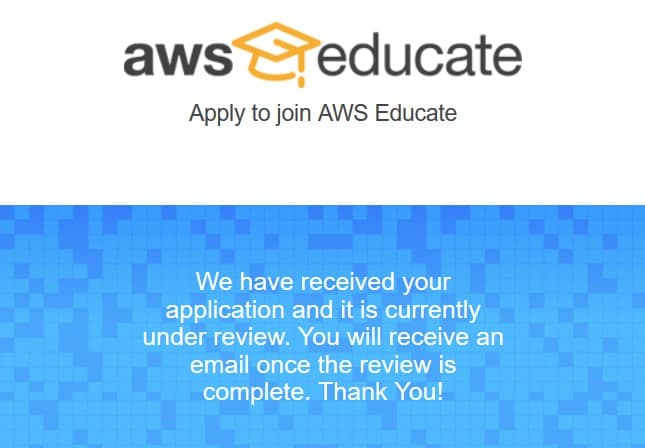 aws educate
Apply to join AWS Educate
We have received your
application and it is currently
under review. You will receive an
email once the review is
complete. Thank You!